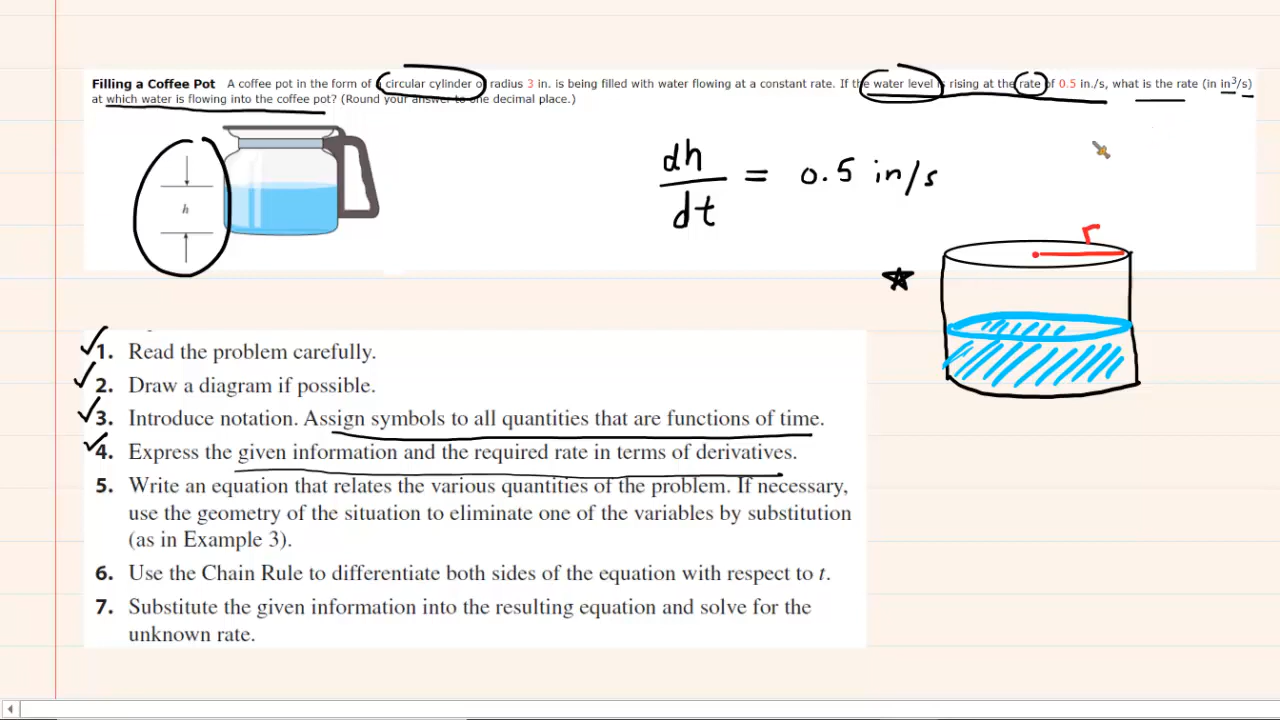 Filling a Coffee Pot A coffee pot in the form of a circular cylinder of radius 3 in. is being filled with water flowing at a constant rate. If the water level is rising at the rate of 0.5 in./s, what is the rate (in in³/s)
at which water is flowing into the coffee pot? (Round your answer to one decimal place.)
h
dh
dt
= 0.5 in/s
r
1. Read the problem carefully.
2. Draw a diagram if possible.
3. Introduce notation. Assign symbols to all quantities that are functions of time.
4. Express the given information and the required rate in terms of derivatives.
5. Write an equation that relates the various quantities of the problem. If necessary,
use the geometry of the situation to eliminate one of the variables by substitution
(as in Example 3).
6. Use the Chain Rule to differentiate both sides of the equation with respect to t.
7. Substitute the given information into the resulting equation and solve for the
unknown rate.